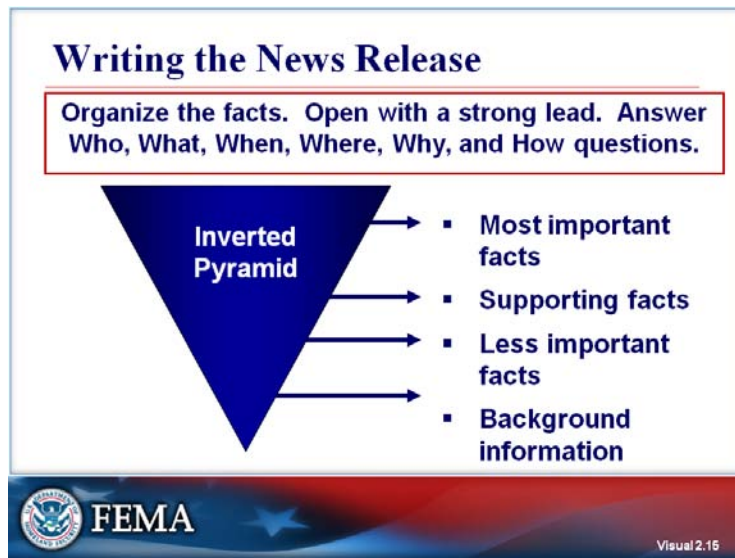 Writing the News Release
Organize the facts. Open with a strong lead. Answer
Who, What, When, Where, Why, and How questions.
Inverted
Pyramid
▪ Most important
facts
▪ Supporting facts
▪ Less important
facts
▪ Background
information
FEMA
Visual 2.15